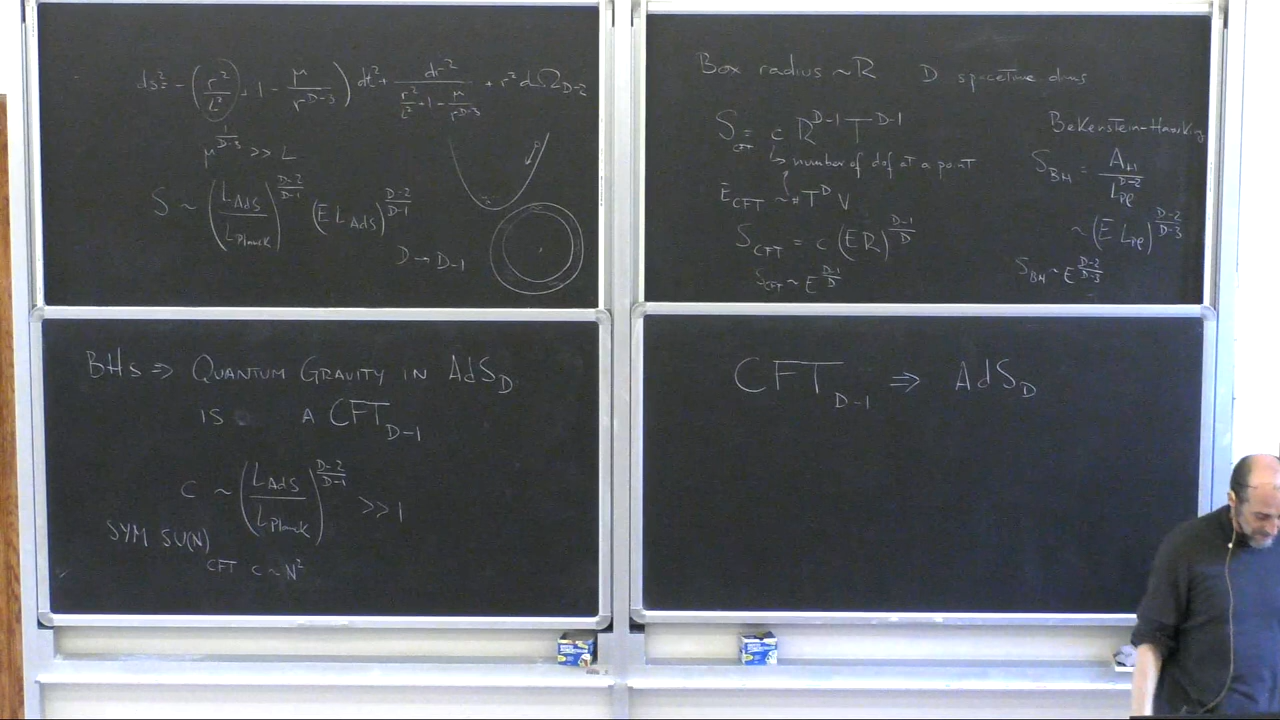 ds² = -(r²/L² + 1 - μ/r^{D-3}) dt² + dr²/(r²/L² + 1 - μ/r^{D-3}) + r² dΩ_{D-2}
μ^{1/(D-3)} >> L
S ~ (L_AdS/L_Planck)^{(D-2)/(D-1)} (E L_AdS)^{(D-2)/(D-1)}
D → D-1
BHs ⇒ QUANTUM GRAVITY IN AdS_D
IS A CFT_{D-1}
c ~ (L_AdS/L_Planck)^{(D-2)/(D-1)} >> 1
SYM SU(N)
CFT c ~ N²
Box radius ~R D spacetime dims
S_CFT = c R^{D-1} T^{D-1}
↳ number of dof at a point
E_CFT ~ # T^D V
S_CFT = c (E R)^{(D-1)/D}
S_CFT ~ E^{(D-1)/D}
Bekenstein-Hawking
S_BH = A_H/L_Pl^{D-2}
~ (E L_Pl)^{(D-2)/(D-3)}
S_BH ~ E^{(D-2)/(D-3)}
CFT_{D-1} ⇒ AdS_D